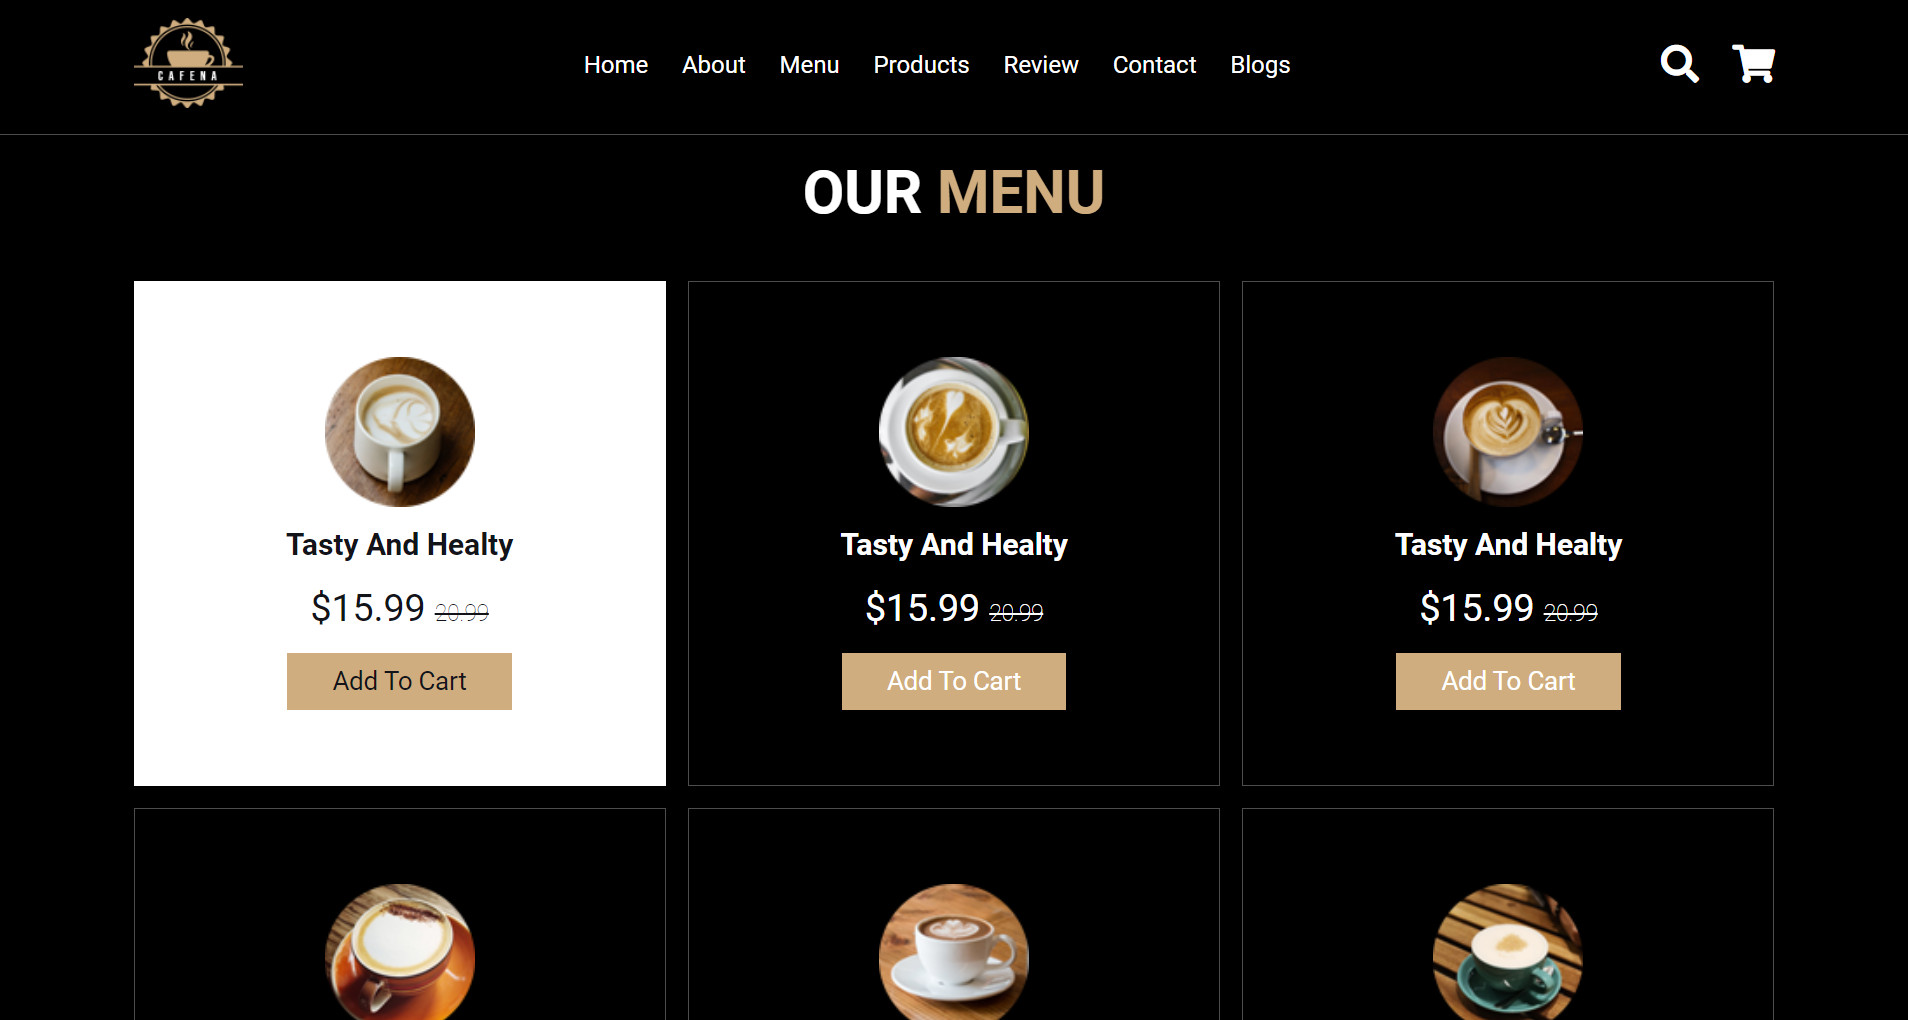 CAFENA
Home About Menu Products Review Contact Blogs
OUR MENU
Tasty And Healty
$15.99 20.99
Add To Cart
Tasty And Healty
$15.99 20.99
Add To Cart
Tasty And Healty
$15.99 20.99
Add To Cart